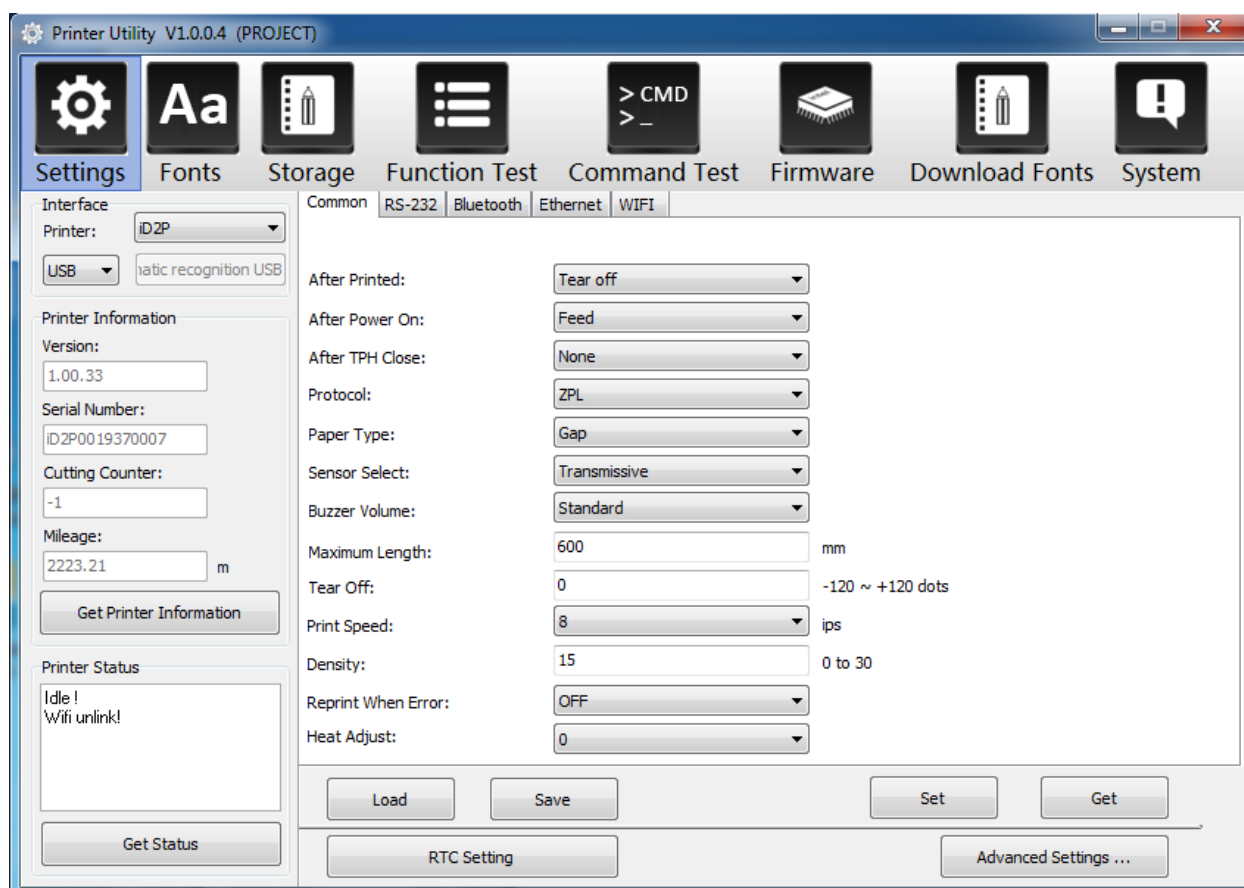 Printer Utility V1.0.0.4 (PROJECT)
Aa
> CMD
> _
Settings Fonts Storage Function Test Command Test Firmware Download Fonts System
Interface
Printer: iD2P
USB natic recognition USB
Printer Information
Version:
1.00.33
Serial Number:
iD2P0019370007
Cutting Counter:
-1
Mileage:
2223.21 m
Get Printer Information
Printer Status
Idle !
Wifi unlink!
Get Status
Common RS-232 Bluetooth Ethernet WIFI
After Printed: Tear off
After Power On: Feed
After TPH Close: None
Protocol: ZPL
Paper Type: Gap
Sensor Select: Transmissive
Buzzer Volume: Standard
Maximum Length: 600 mm
Tear Off: 0 -120 ~ +120 dots
Print Speed: 8 ips
Density: 15 0 to 30
Reprint When Error: OFF
Heat Adjust: 0
Load Save Set Get
RTC Setting Advanced Settings ...